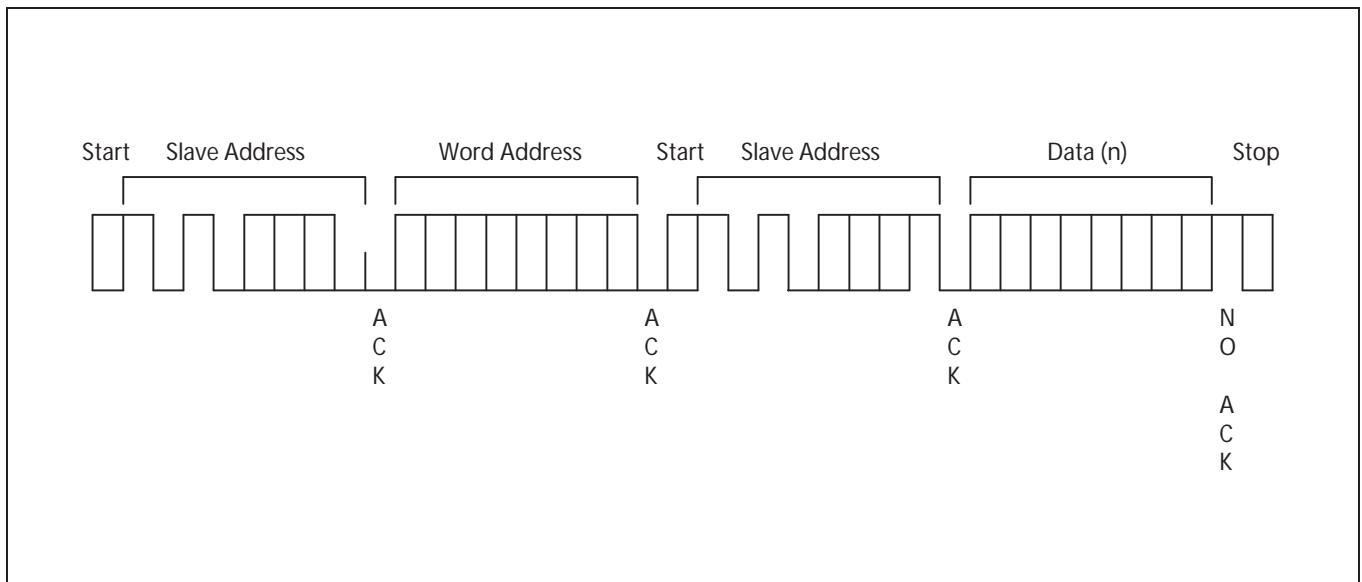 Start Slave Address Word Address Start Slave Address Data (n) Stop
A A A N
C C C O
K K K
A
C
K